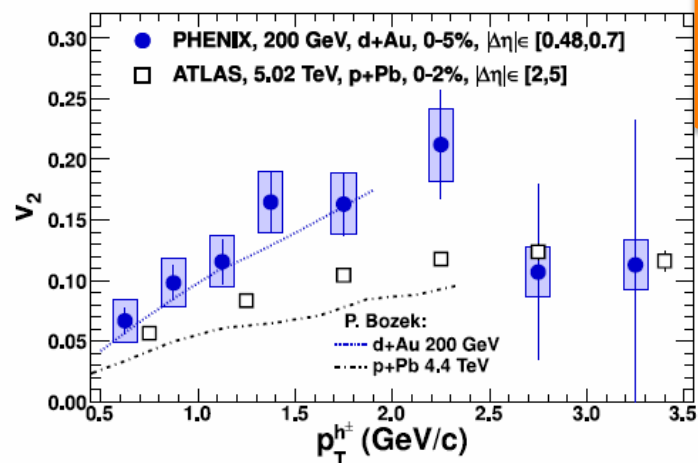 0.30
0.25
0.20
0.15
0.10
0.05
0.00
v2
PHENIX, 200 GeV, d+Au, 0-5%, |Δη|∈ [0.48,0.7]
ATLAS, 5.02 TeV, p+Pb, 0-2%, |Δη|∈ [2,5]
P. Bozek:
d+Au 200 GeV
p+Pb 4.4 TeV
0.5 1.0 1.5 2.0 2.5 3.0 3.5
p_T^h± (GeV/c)